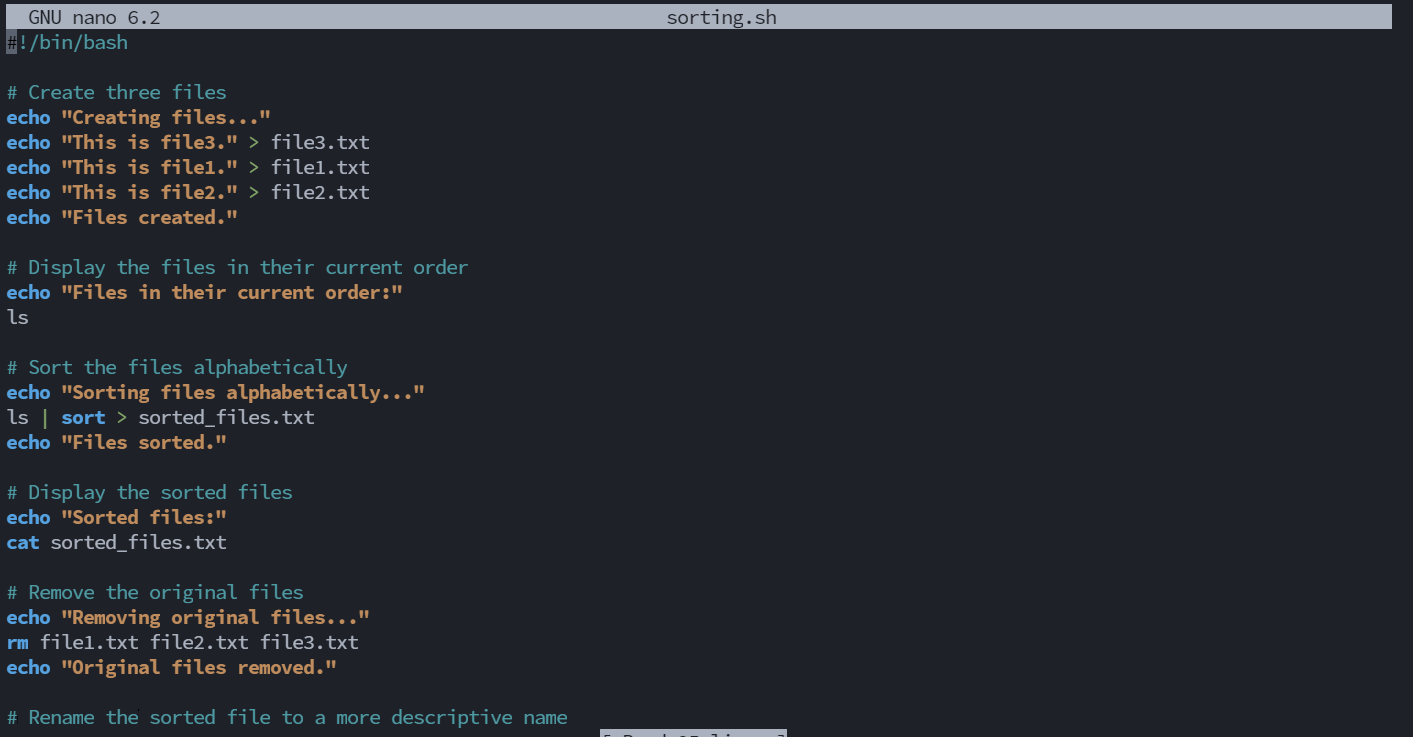 GNU nano 6.2 sorting.sh
#!/bin/bash
# Create three files
echo "Creating files..."
echo "This is file3." > file3.txt
echo "This is file1." > file1.txt
echo "This is file2." > file2.txt
echo "Files created."
# Display the files in their current order
echo "Files in their current order:"
ls
# Sort the files alphabetically
echo "Sorting files alphabetically..."
ls | sort > sorted_files.txt
echo "Files sorted."
# Display the sorted files
echo "Sorted files:"
cat sorted_files.txt
# Remove the original files
echo "Removing original files..."
rm file1.txt file2.txt file3.txt
echo "Original files removed."
# Rename the sorted file to a more descriptive name